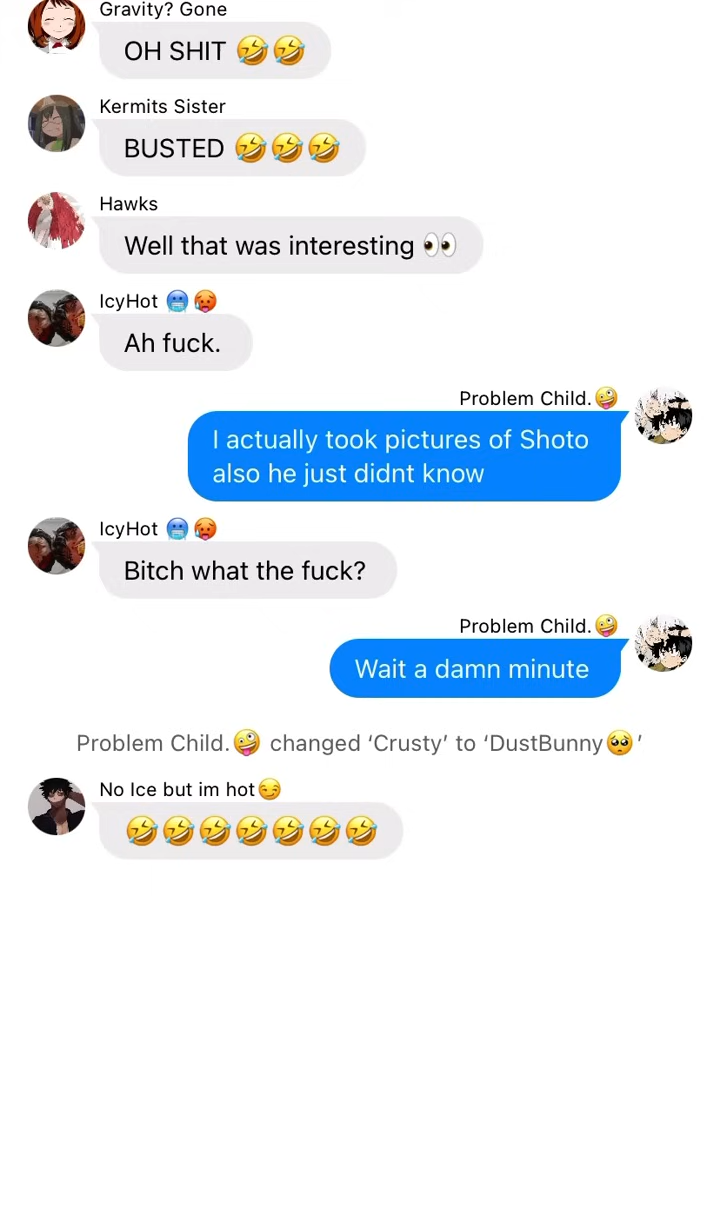 Gravity? Gone
OH SHIT 🤣🤣
Kermits Sister
BUSTED 🤣🤣🤣
Hawks
Well that was interesting 👀
IcyHot 🥶🥵
Ah fuck.
Problem Child.🤪
I actually took pictures of Shoto
also he just didnt know
IcyHot 🥶🥵
Bitch what the fuck?
Problem Child.🤪
Wait a damn minute
Problem Child.🤪 changed ‘Crusty’ to ‘DustBunny🥺’
No Ice but im hot😏
🤣🤣🤣🤣🤣🤣🤣